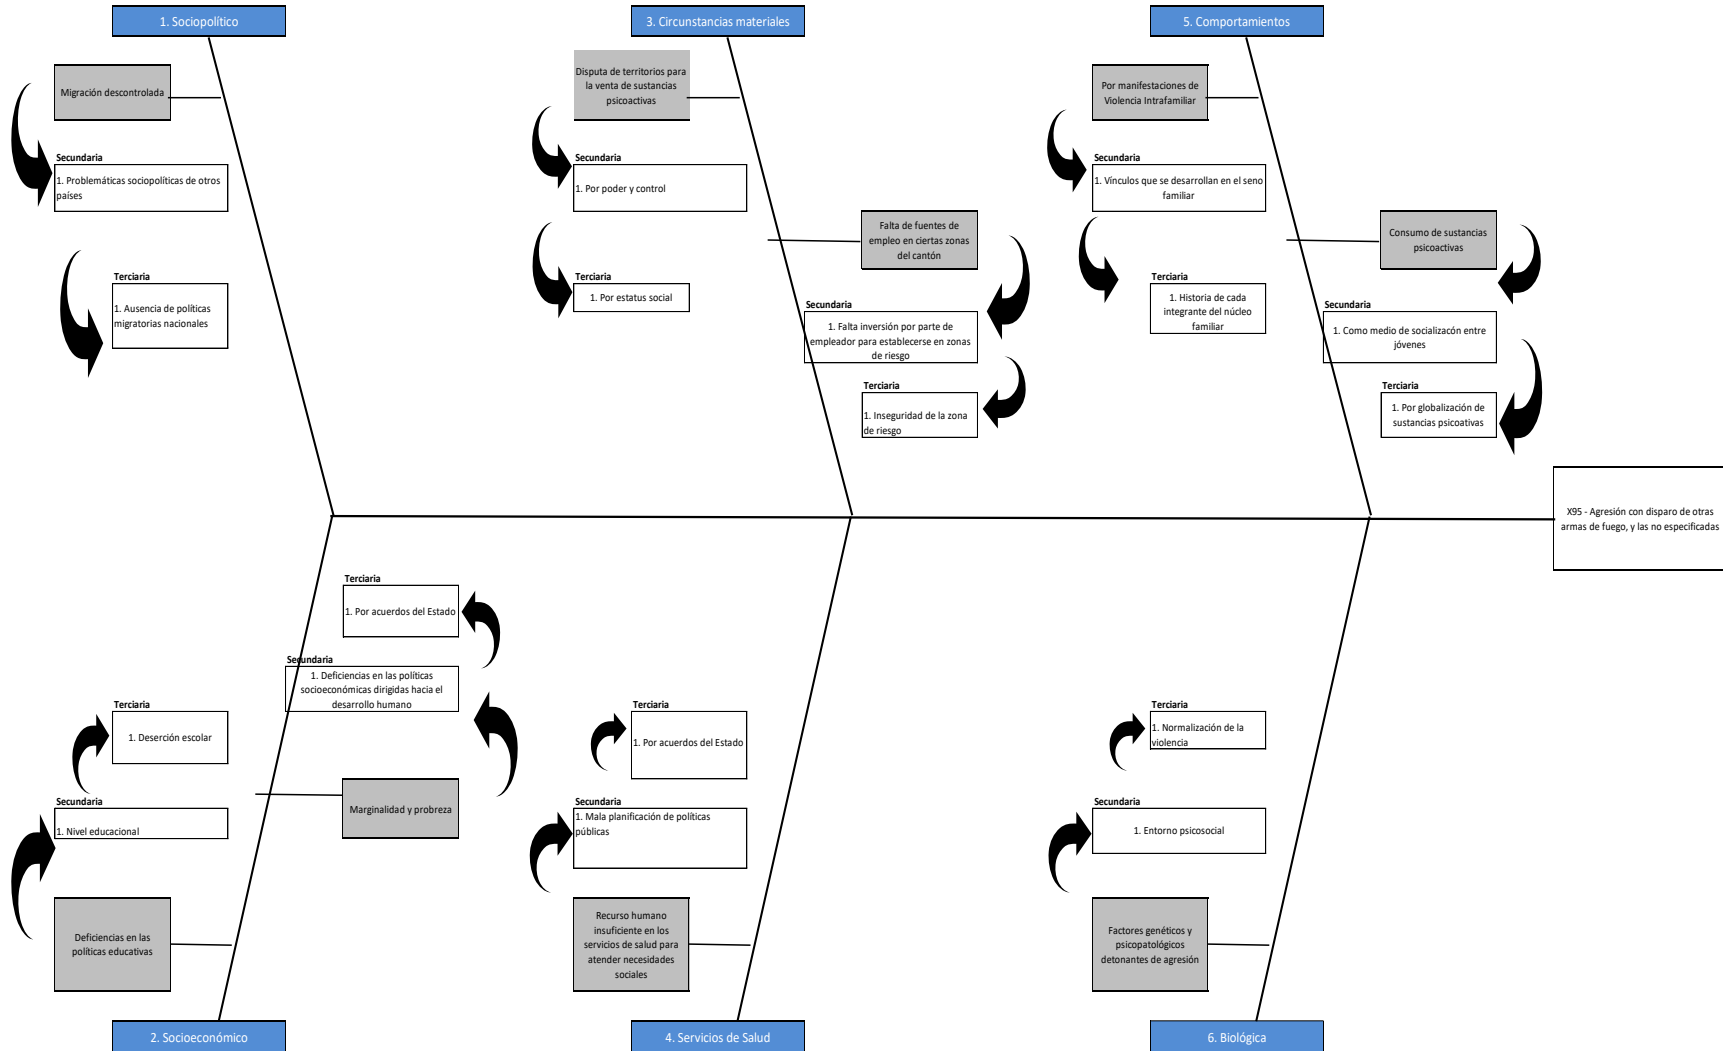 1. Sociopolítico
3. Circunstancias materiales
5. Comportamientos
Migración descontrolada
Secundaria
1. Problemáticas sociopolíticas de otros
países
Terciaria
1. Ausencia de políticas
migratorias nacionales
Disputa de territorios para
la venta de sustancias
psicoactivas
Secundaria
1. Por poder y control
Terciaria
1. Por estatus social
Falta de fuentes de
empleo en ciertas zonas
del cantón
Secundaria
1. Falta inversión por parte de
empleador para establecerse en zonas
de riesgo
Terciaria
1. Inseguridad de la zona
de riesgo
Por manifestaciones de
Violencia Intrafamiliar
Secundaria
1. Vínculos que se desarrollan en el seno
familiar
Terciaria
1. Historia de cada
integrante del núcleo
familiar
Consumo de sustancias
psicoactivas
Secundaria
1. Como medio de socializacón entre
jóvenes
Terciaria
1. Por globalización de
sustancias psicoativas
X95 - Agresión con disparo de otras
armas de fuego, y las no especificadas
Terciaria
1. Por acuerdos del Estado
Secundaria
1. Deficiencias en las políticas
socioeconómicas dirigidas hacia el
desarrollo humano
Marginalidad y probreza
Terciaria
1. Deserción escolar
Secundaria
1. Nivel educacional
Deficiencias en las
políticas educativas
Terciaria
1. Por acuerdos del Estado
Secundaria
1. Mala planificación de políticas
públicas
Recurso humano
insuficiente en los
servicios de salud para
atender necesidades
sociales
Terciaria
1. Normalización de la
violencia
Secundaria
1. Entorno psicosocial
Factores genéticos y
psicopatológicos
detonantes de agresión
2. Socioeconómico
4. Servicios de Salud
6. Biológica